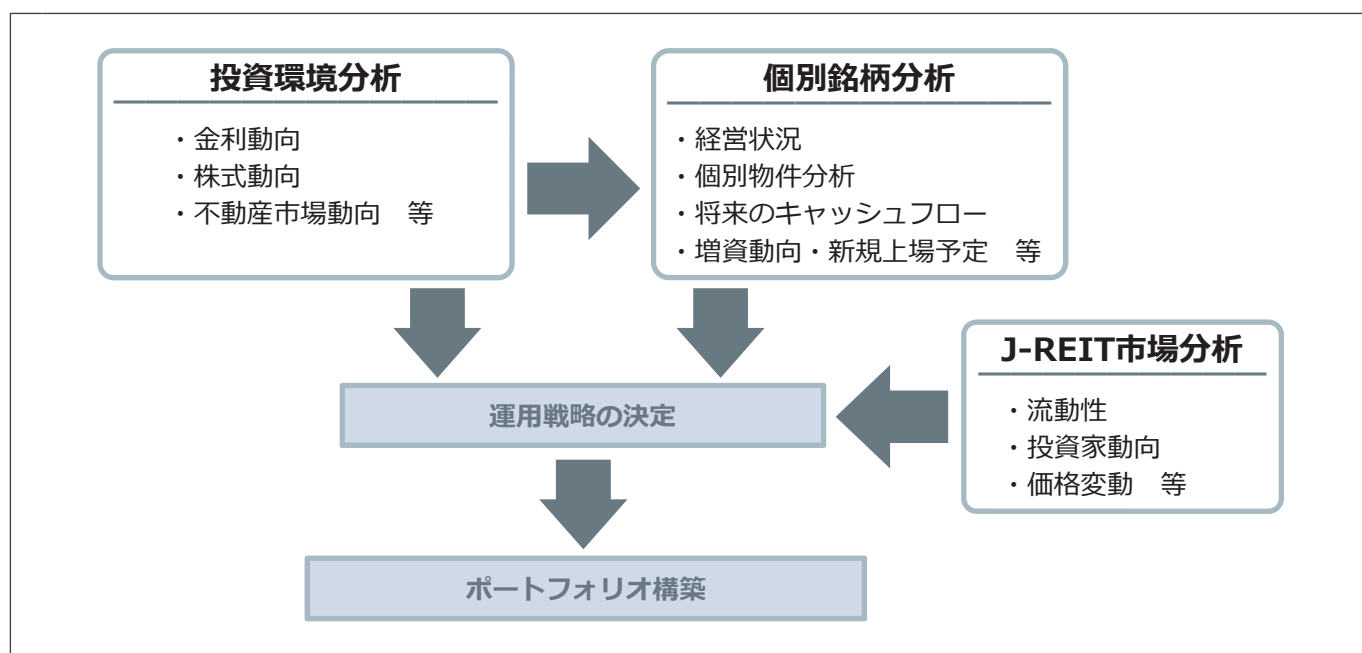 投資環境分析
・金利動向
・株式動向
・不動産市場動向　等
個別銘柄分析
・経営状況
・個別物件分析
・将来のキャッシュフロー
・増資動向・新規上場予定　等
J-REIT市場分析
・流動性
・投資家動向
・価格変動　等
運用戦略の決定
ポートフォリオ構築